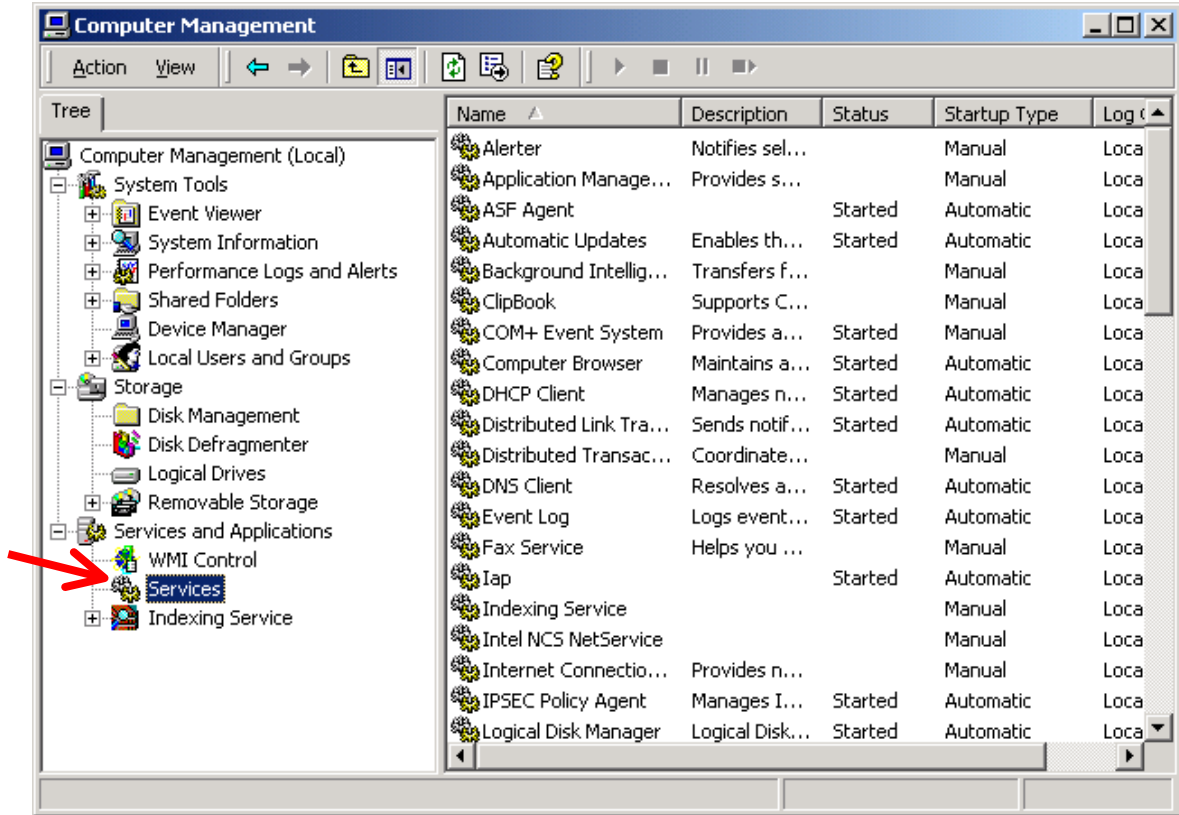 Computer Management
Action View
Tree
Computer Management (Local)
System Tools
Event Viewer
System Information
Performance Logs and Alerts
Shared Folders
Device Manager
Local Users and Groups
Storage
Disk Management
Disk Defragmenter
Logical Drives
Removable Storage
Services and Applications
WMI Control
Services
Indexing Service
Name Description Status Startup Type Log
Alerter Notifies sel... Manual Loca
Application Manage... Provides s... Manual Loca
ASF Agent Started Automatic Loca
Automatic Updates Enables th... Started Automatic Loca
Background Intellig... Transfers f... Manual Loca
ClipBook Supports C... Manual Loca
COM+ Event System Provides a... Started Manual Loca
Computer Browser Maintains a... Started Automatic Loca
DHCP Client Manages n... Started Automatic Loca
Distributed Link Tra... Sends notif... Started Automatic Loca
Distributed Transac... Coordinate... Manual Loca
DNS Client Resolves a... Started Automatic Loca
Event Log Logs event... Started Automatic Loca
Fax Service Helps you ... Manual Loca
Iap Started Automatic Loca
Indexing Service Manual Loca
Intel NCS NetService Manual Loca
Internet Connectio... Provides n... Manual Loca
IPSEC Policy Agent Manages I... Started Automatic Loca
Logical Disk Manager Logical Disk... Started Automatic Loca